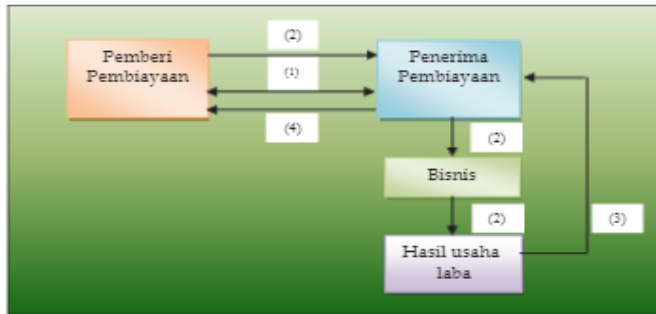 Pemberi
Pembiayaan
(2)
(1)
(4)
Penerima
Pembiayaan
(2)
Bisnis
(2)
(3)
Hasil usaha
laba